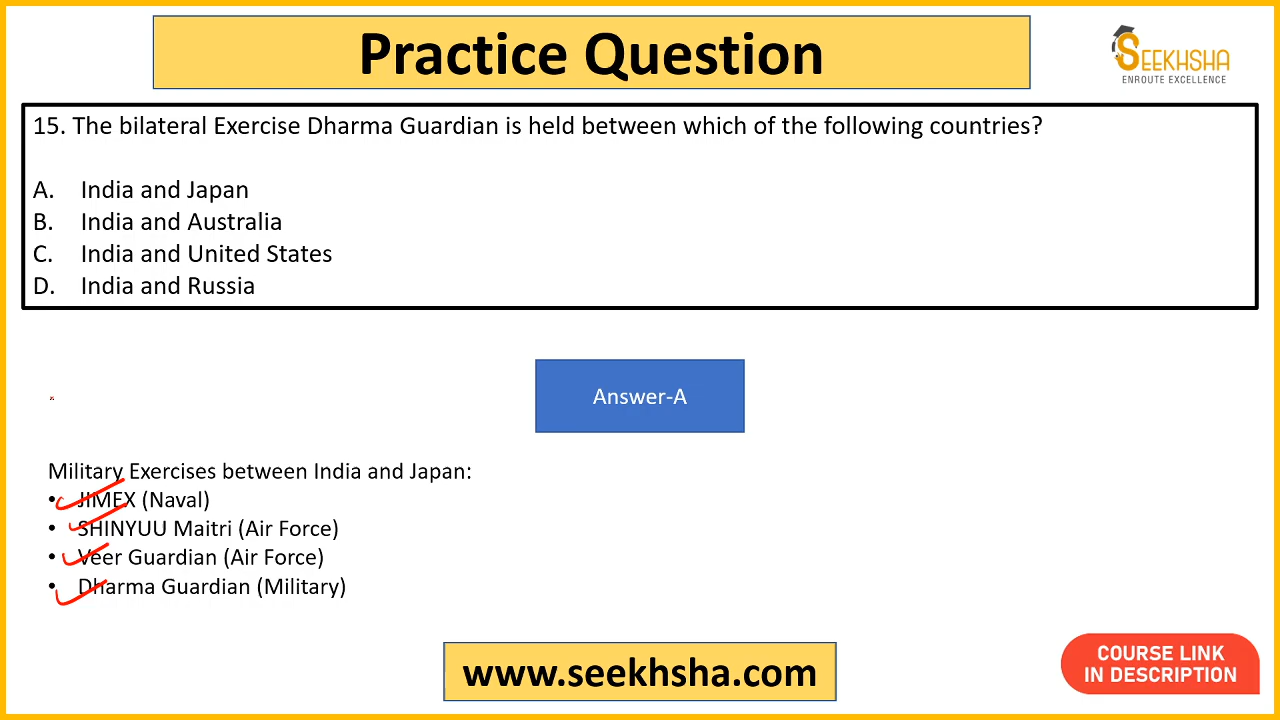 Practice Question
SEEKHSHA
ENROUTE EXCELLENCE
15. The bilateral Exercise Dharma Guardian is held between which of the following countries?
A. India and Japan
B. India and Australia
C. India and United States
D. India and Russia
Answer-A
Military Exercises between India and Japan:
• JIMEX (Naval)
• SHINYUU Maitri (Air Force)
• Veer Guardian (Air Force)
• Dharma Guardian (Military)
www.seekhsha.com
COURSE LINK
IN DESCRIPTION